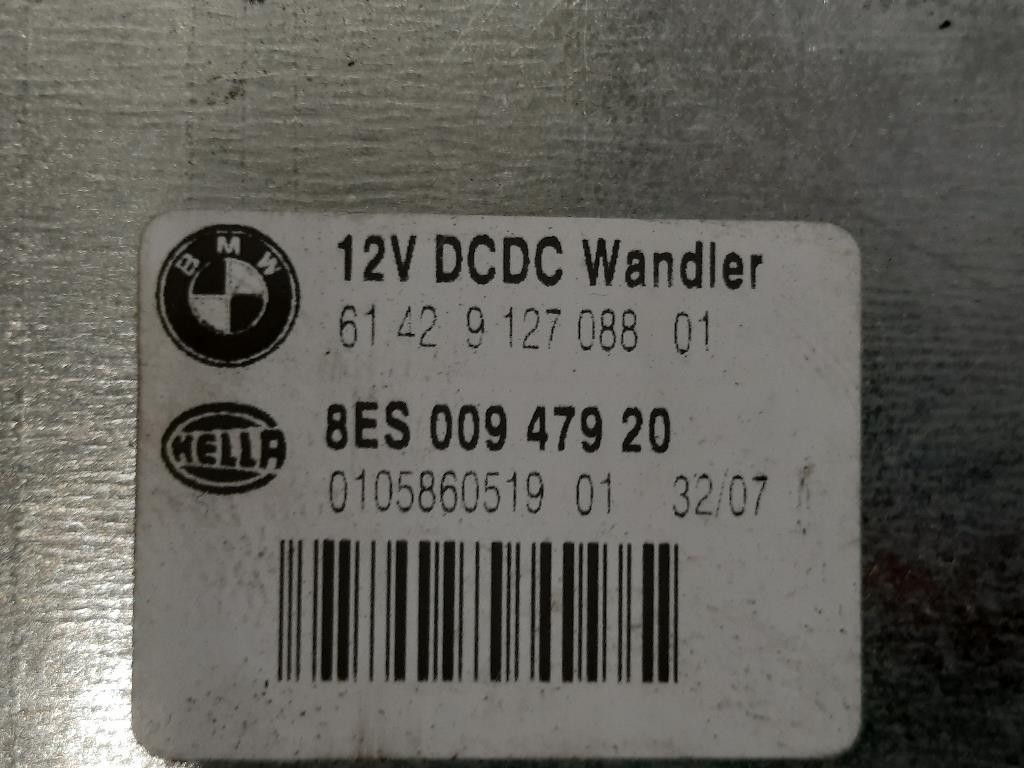 BMW
12V DCDC Wandler
61 42 9 127 088 01
HELLA
8ES 009 479 20
0105860519 01 32/07